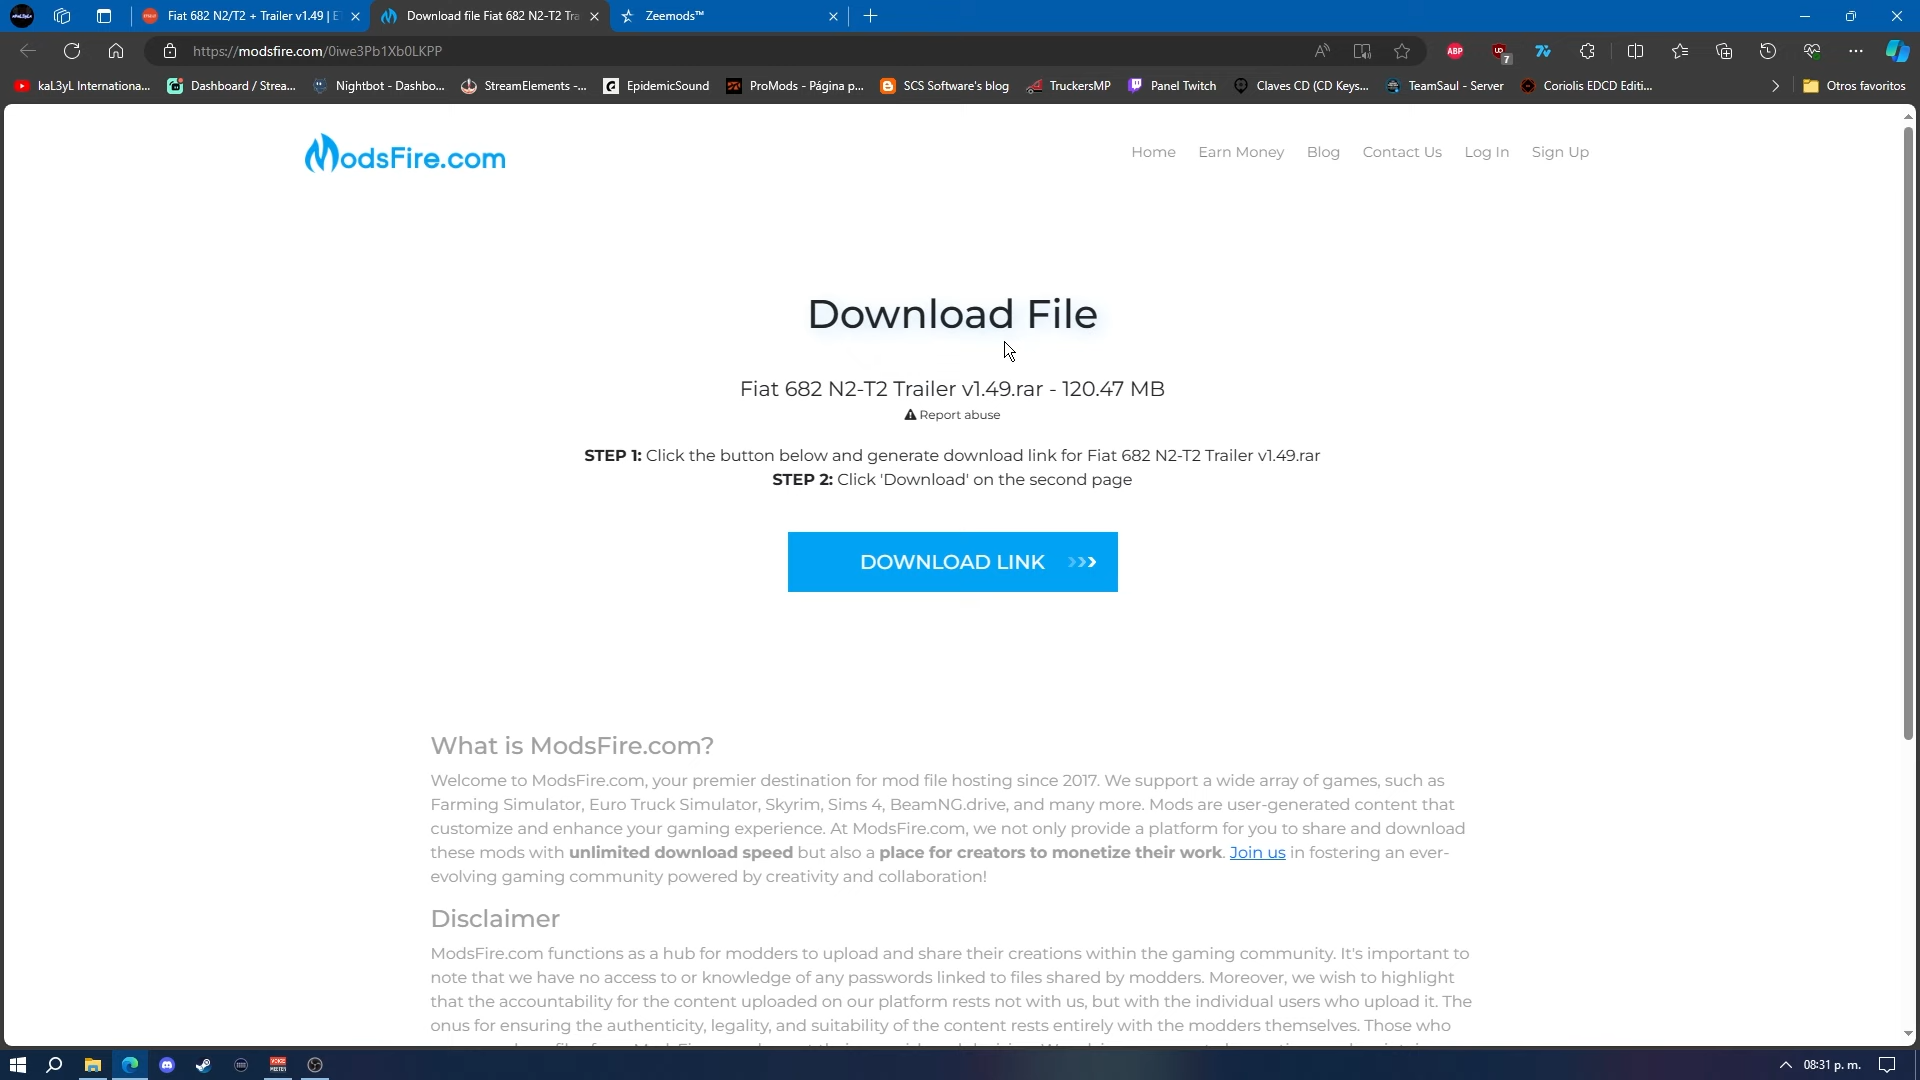 Fiat 682 N2/T2 + Trailer v1.49 | E
Download file Fiat 682 N2-T2 Tra
Zeemods™
https://modsfire.com/0iwe3Pb1Xb0LKPP
ABP
7
kaL3yL Internationa...
Dashboard / Strea...
Nightbot - Dashbo...
StreamElements -...
EpidemicSound
ProMods - Página p...
SCS Software's blog
TruckersMP
Panel Twitch
Claves CD (CD Keys...
TeamSaul - Server
Coriolis EDCD Editi...
Otros favoritos
ModsFire.com
Home
Earn Money
Blog
Contact Us
Log In
Sign Up
Download File
Fiat 682 N2-T2 Trailer v1.49.rar - 120.47 MB
Report abuse
STEP 1: Click the button below and generate download link for Fiat 682 N2-T2 Trailer v1.49.rar
STEP 2: Click 'Download' on the second page
DOWNLOAD LINK
What is ModsFire.com?
Welcome to ModsFire.com, your premier destination for mod file hosting since 2017. We support a wide array of games, such as
Farming Simulator, Euro Truck Simulator, Skyrim, Sims 4, BeamNG.drive, and many more. Mods are user-generated content that
customize and enhance your gaming experience. At ModsFire.com, we not only provide a platform for you to share and download
these mods with unlimited download speed but also a place for creators to monetize their work. Join us in fostering an ever-
evolving gaming community powered by creativity and collaboration!
Disclaimer
ModsFire.com functions as a hub for modders to upload and share their creations within the gaming community. It's important to
note that we have no access to or knowledge of any passwords linked to files shared by modders. Moreover, we wish to highlight
that the accountability for the content uploaded on our platform rests not with us, but with the individual users who upload it. The
onus for ensuring the authenticity, legality, and suitability of the content rests entirely with the modders themselves. Those who
08:31 p. m.